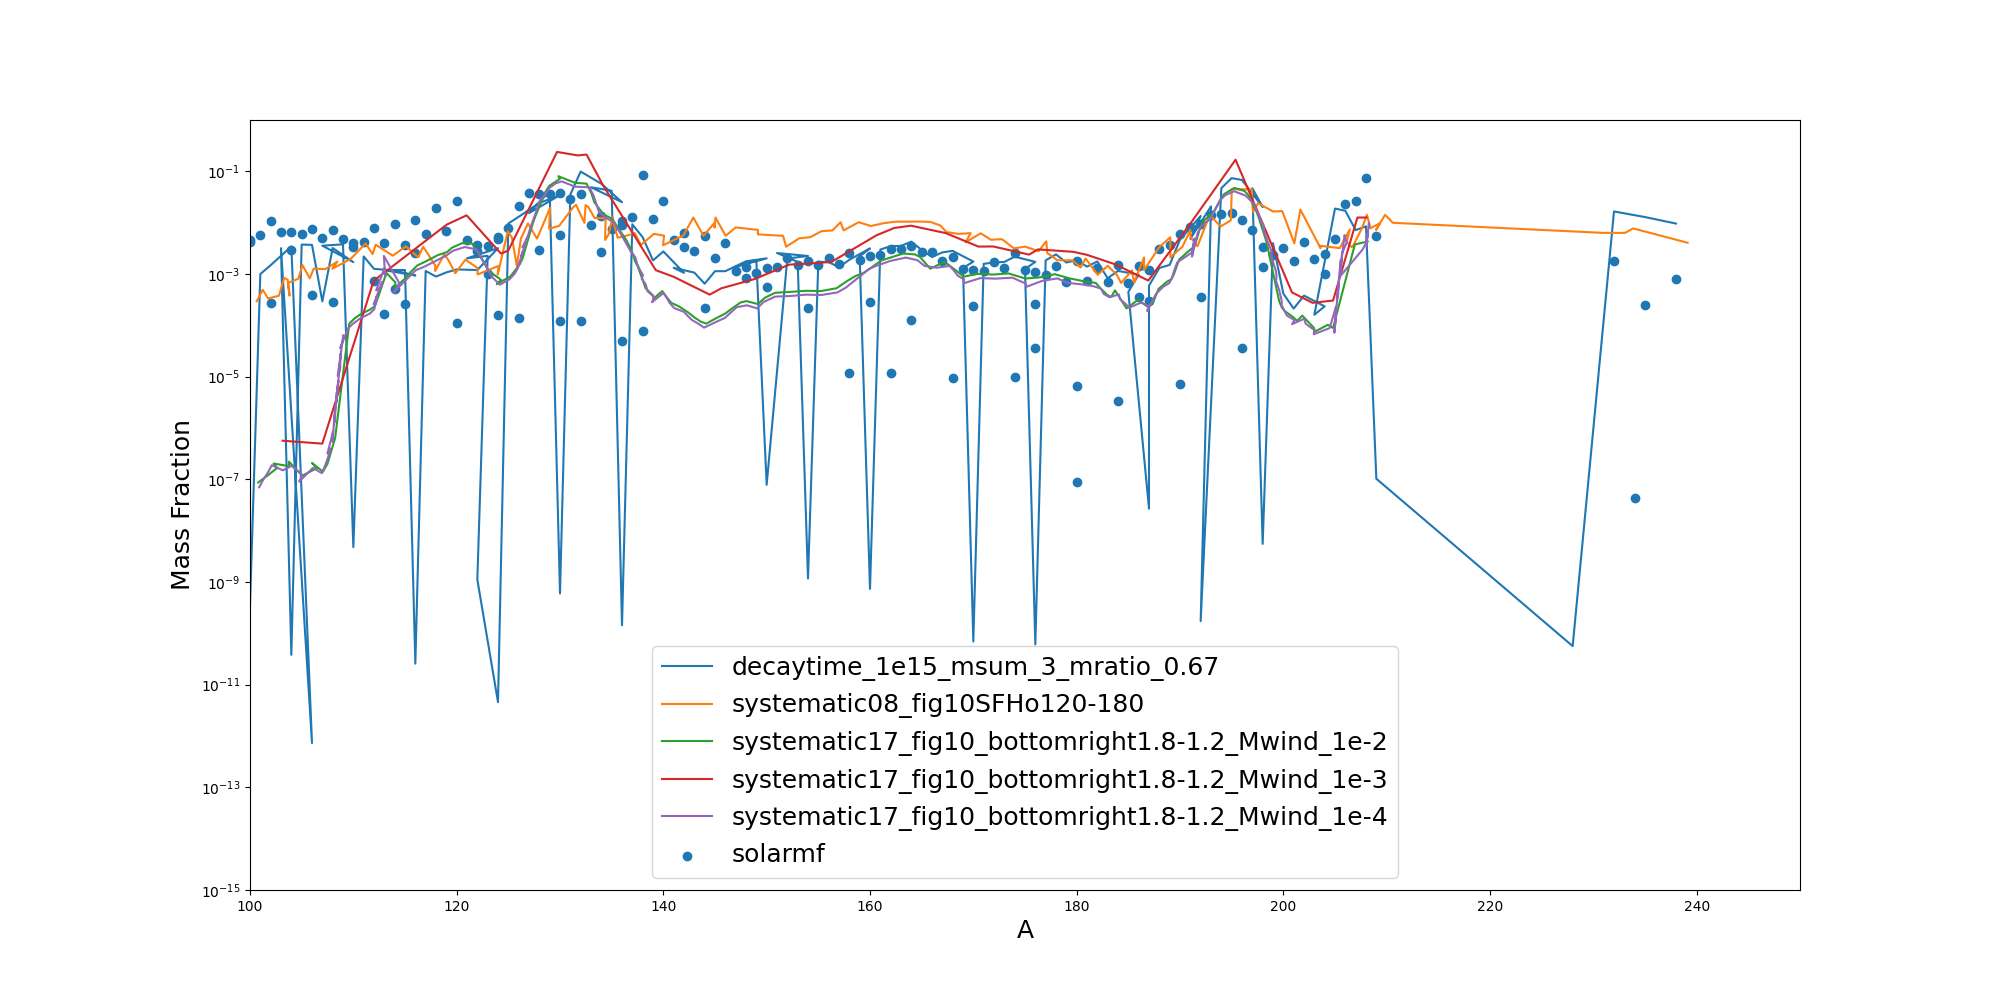 Mass Fraction
10⁻¹
10⁻³
10⁻⁵
10⁻⁷
10⁻⁹
10⁻¹¹
10⁻¹³
10⁻¹⁵
decaytime_1e15_msum_3_mratio_0.67
systematic08_fig10SFHo120-180
systematic17_fig10_bottomright1.8-1.2_Mwind_1e-2
systematic17_fig10_bottomright1.8-1.2_Mwind_1e-3
systematic17_fig10_bottomright1.8-1.2_Mwind_1e-4
solarmf
100 120 140 160 180 200 220 240
A